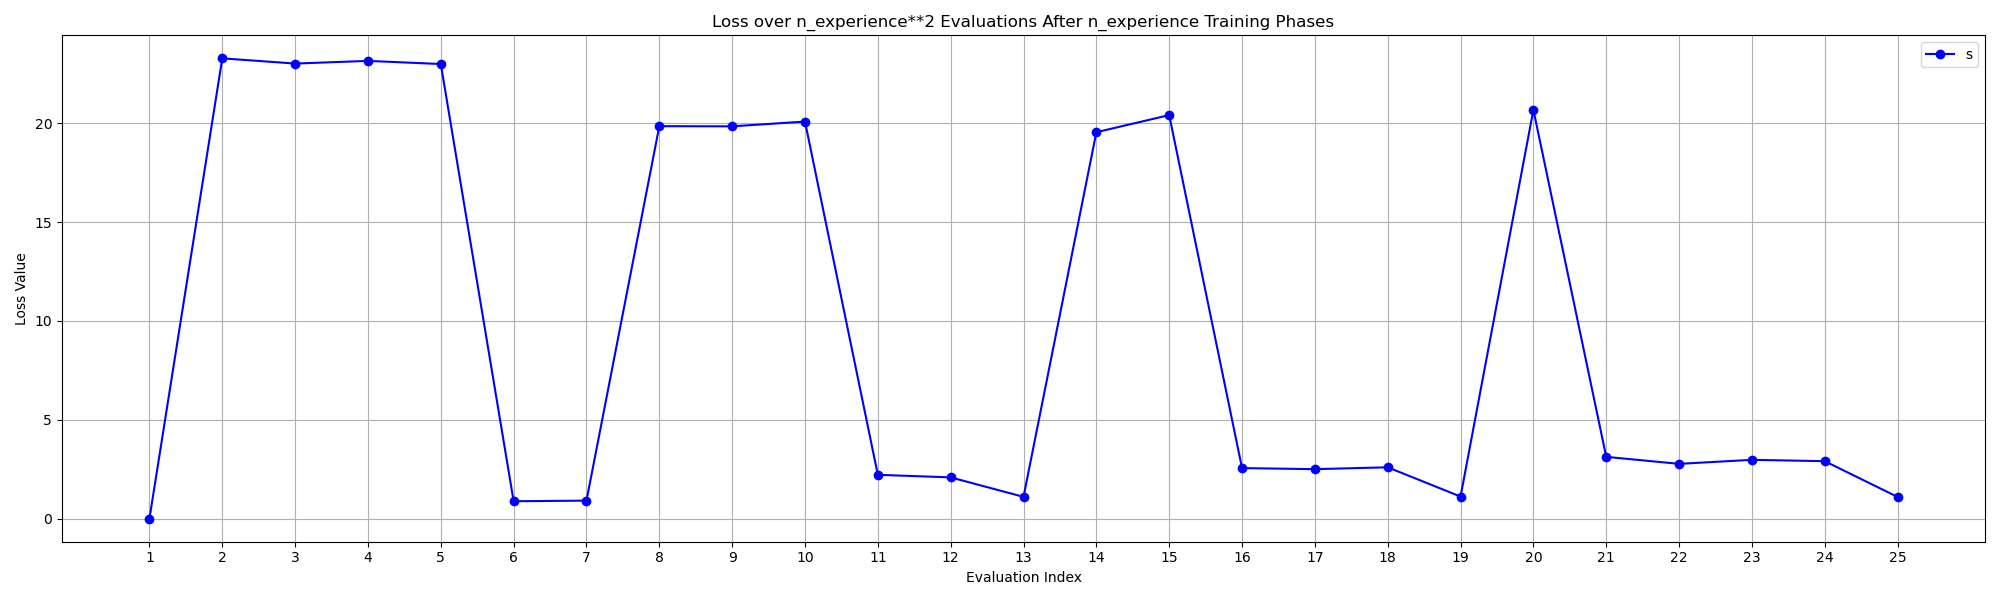 Loss over n_experience**2 Evaluations After n_experience Training Phases
s
20
15
10
5
0
Loss Value
1 2 3 4 5 6 7 8 9 10 11 12 13 14 15 16 17 18 19 20 21 22 23 24 25
Evaluation Index